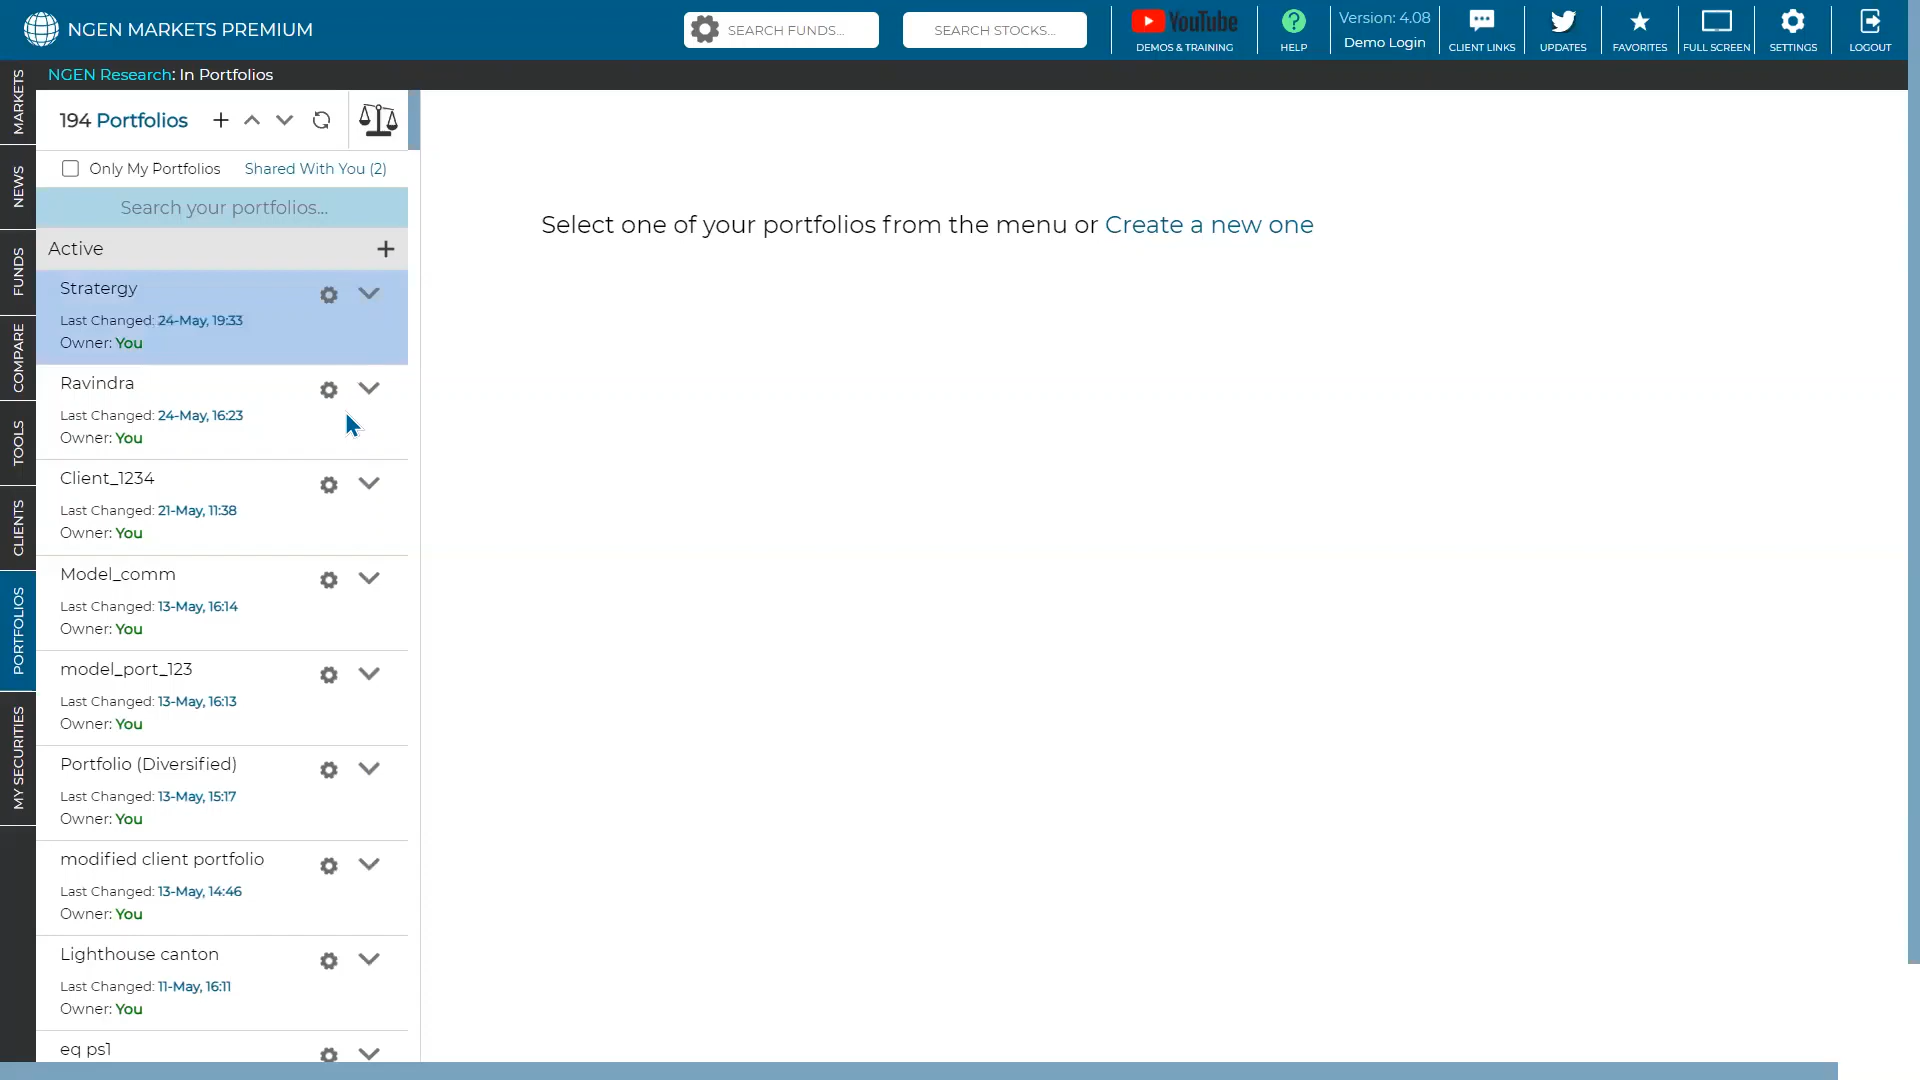 NGEN MARKETS PREMIUM
SEARCH FUNDS...
SEARCH STOCKS...
YouTube
DEMOS & TRAINING
HELP
Version: 4.08
Demo Login
CLIENT LINKS
UPDATES
FAVORITES
FULL SCREEN
SETTINGS
LOGOUT
NGEN Research: In Portfolios
MARKETS
NEWS
FUNDS
COMPARE
TOOLS
CLIENTS
PORTFOLIOS
MY SECURITIES
194 Portfolios
Only My Portfolios
Shared With You (2)
Search your portfolios...
Active
Stratergy
Last Changed: 24-May, 19:33
Owner: You
Ravindra
Last Changed: 24-May, 16:23
Owner: You
Client_1234
Last Changed: 21-May, 11:38
Owner: You
Model_comm
Last Changed: 13-May, 16:14
Owner: You
model_port_123
Last Changed: 13-May, 16:13
Owner: You
Portfolio (Diversified)
Last Changed: 13-May, 15:17
Owner: You
modified client portfolio
Last Changed: 13-May, 14:46
Owner: You
Lighthouse canton
Last Changed: 11-May, 16:11
Owner: You
eq ps1
Select one of your portfolios from the menu or Create a new one